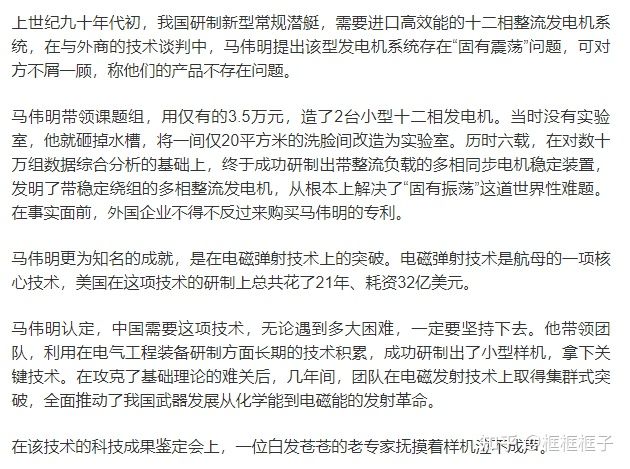 上世纪九十年代初，我国研制新型常规潜艇，需要进口高效能的十二相整流发电机系
统，在与外商的技术谈判中，马伟明提出该型发电机系统存在“固有震荡”问题，可对
方不屑一顾，称他们的产品不存在问题。
马伟明带领课题组，用仅有的3.5万元，造了2台小型十二相发电机。当时没有实验
室，他就砸掉水槽，将一间仅20平方米的洗脸间改造为实验室。历时六载，在对数十
万组数据综合分析的基础上，终于成功研制出带整流负载的多相同步电机稳定装置，
发明了带稳定绕组的多相整流发电机，从根本上解决了“固有振荡”这道世界性难题。
在事实面前，外国企业不得不反过来购买马伟明的专利。
马伟明更为知名的成就，是在电磁弹射技术上的突破。电磁弹射技术是航母的一项核
心技术，美国在这项技术的研制上总共花了21年、耗资32亿美元。
马伟明认定，中国需要这项技术，无论遇到多大困难，一定要坚持下去。他带领团
队，利用在电气工程装备研制方面长期的技术积累，成功研制出了小型样机，拿下关
键技术。在攻克了基础理论的难关后，几年间，团队在电磁发射技术上取得集群式突
破，全面推动了我国武器发展从化学能到电磁能的发射革命。
在该技术的科技成果鉴定会上，一位白发苍苍的老专家抚摸着样机泣不成声。
知乎 @框框框子